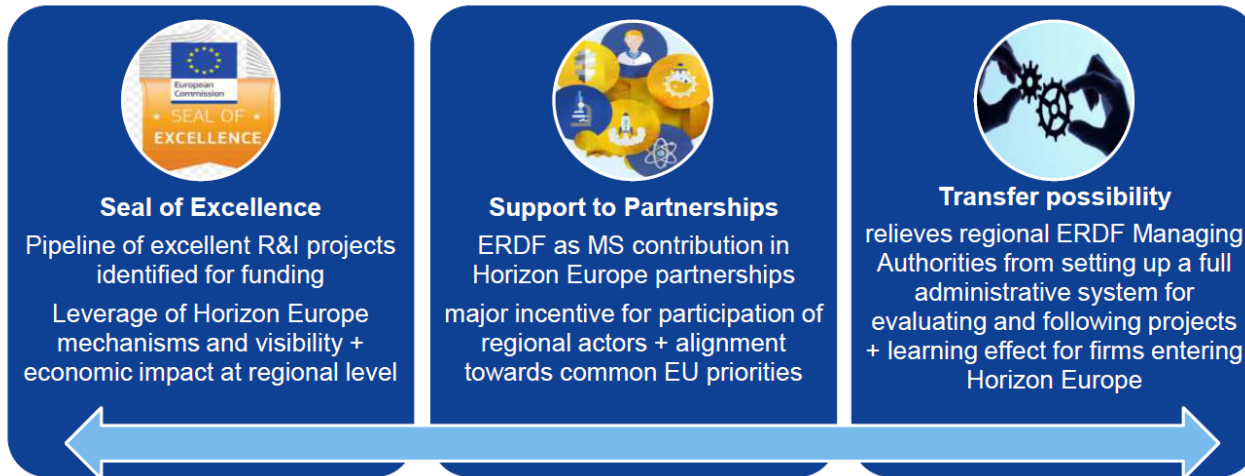 European
Commission
SEAL OF
EXCELLENCE
Seal of Excellence
Pipeline of excellent R&I projects
identified for funding
Leverage of Horizon Europe
mechanisms and visibility +
economic impact at regional level
Support to Partnerships
ERDF as MS contribution in
Horizon Europe partnerships
major incentive for participation of
regional actors + alignment
towards common EU priorities
Transfer possibility
relieves regional ERDF Managing
Authorities from setting up a full
administrative system for
evaluating and following projects
+ learning effect for firms entering
Horizon Europe